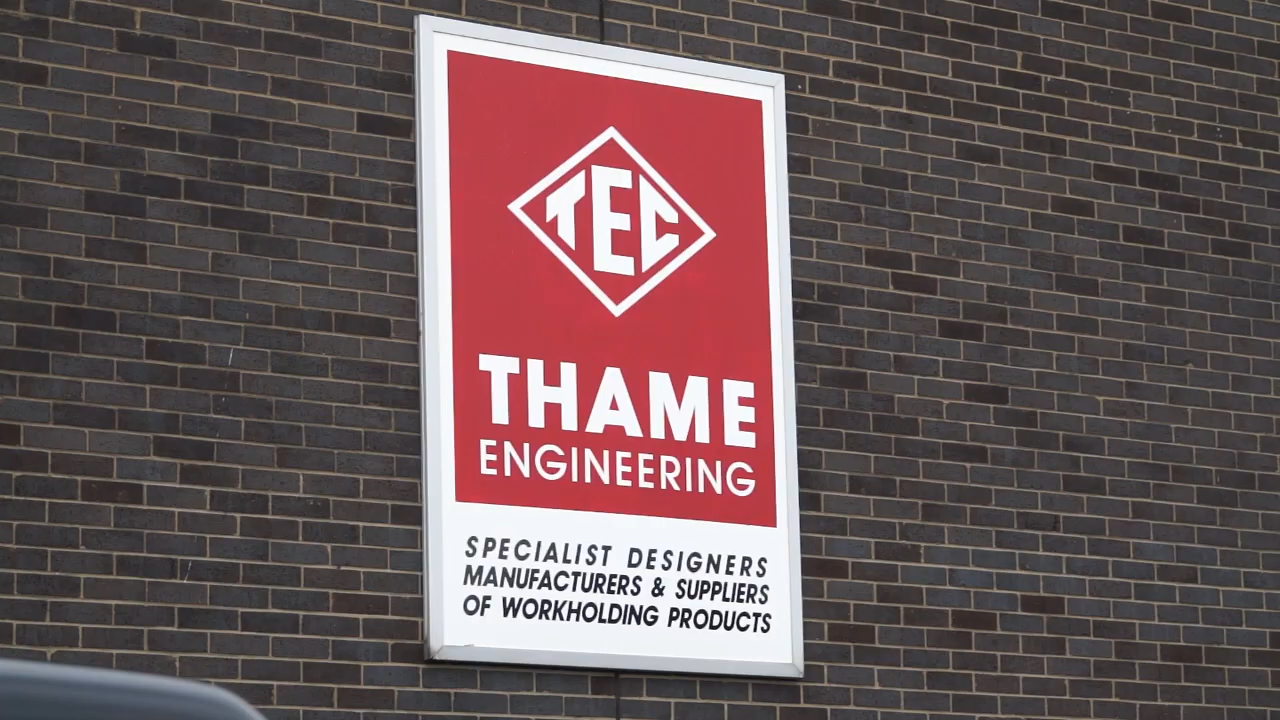 TEC
THAME
ENGINEERING
SPECIALIST DESIGNERS
MANUFACTURERS & SUPPLIERS
OF WORKHOLDING PRODUCTS